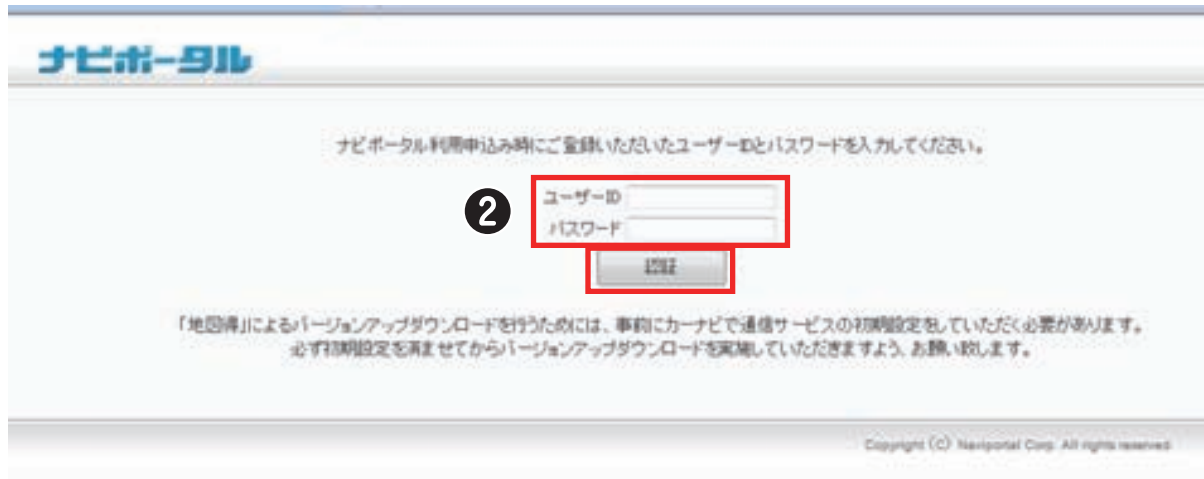 ナビポータル
ナビポータル利用申込み時にご登録いただいたユーザーIDとパスワードを入力してください。
2
ユーザーID
パスワード
認証
「地図得」によるバージョンアップダウンロードを行うためには、事前にカーナビで通信サービスの初期設定をしていただく必要があります。
必ず初期設定を済ませてからバージョンアップダウンロードを実施していただきますよう、お願い致します。
Copyright (C) Naviportal Corp. All rights reserved.